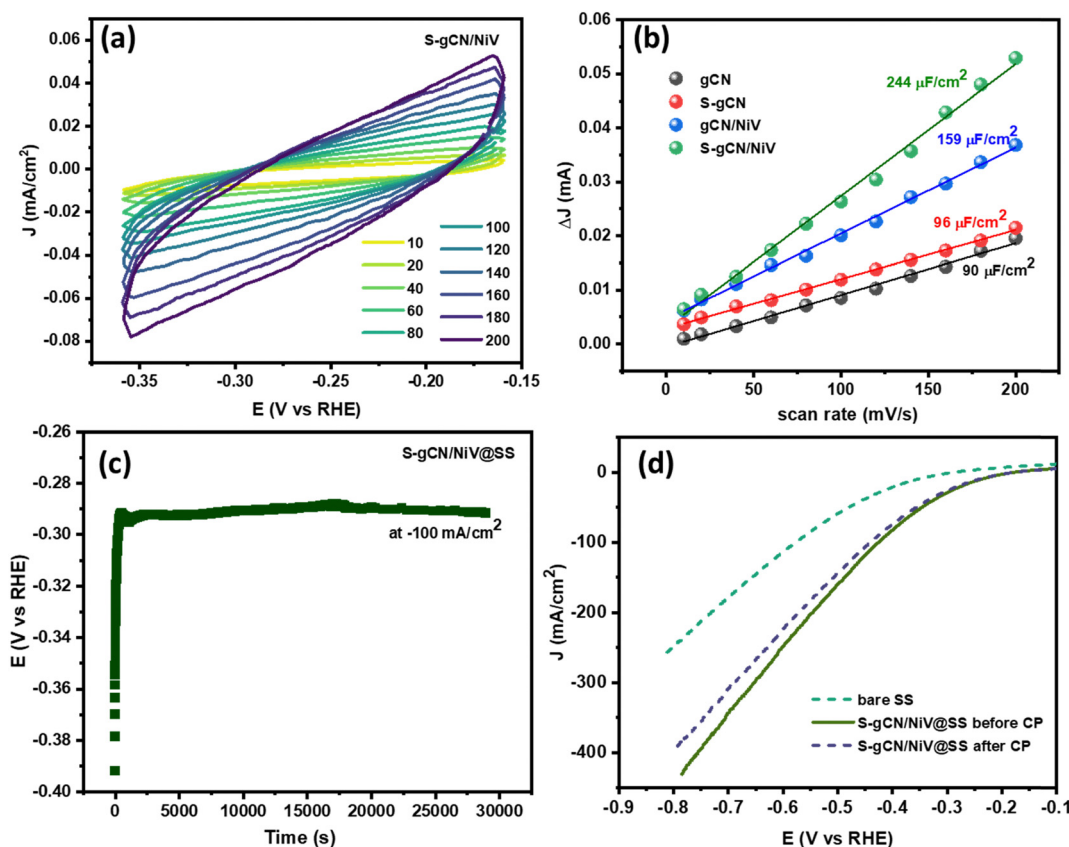 (a)
S-gCN/NiV
0.06
0.04
0.02
0.00
-0.02
-0.04
-0.06
-0.08
J (mA/cm2)
10
20
40
60
80
100
120
140
160
180
200
-0.35
-0.30
-0.25
-0.20
-0.15
E (V vs RHE)
(b)
0.06
0.05
0.04
0.03
0.02
0.01
0.00
ΔJ (mA)
gCN
S-gCN
gCN/NiV
S-gCN/NiV
244 μF/cm2
159 μF/cm2
96 μF/cm2
90 μF/cm2
0
50
100
150
200
scan rate (mV/s)
(c)
S-gCN/NiV@SS
at -100 mA/cm2
-0.26
-0.28
-0.30
-0.32
-0.34
-0.36
-0.38
-0.40
E (V vs RHE)
0
5000
10000
15000
20000
25000
30000
Time (s)
(d)
0
-100
-200
-300
-400
J (mA/cm2)
bare SS
S-gCN/NiV@SS before CP
S-gCN/NiV@SS after CP
-0.9
-0.8
-0.7
-0.6
-0.5
-0.4
-0.3
-0.2
-0.1
E (V vs RHE)